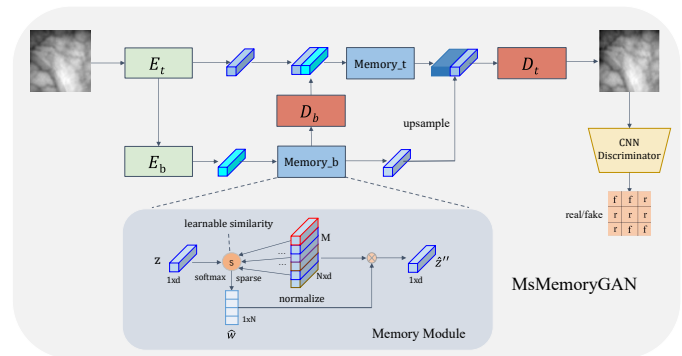 E_t
Memory_t
D_t
D_b
upsample
CNN
Discriminator
E_b
Memory_b
real/fake
f f r
r r r
r f f
learnable similarity
M
z
s
ẑ''
...
...
1xd
softmax
sparse
Nxd
1xd
normalize
1xN
ŵ
MsMemoryGAN
Memory Module